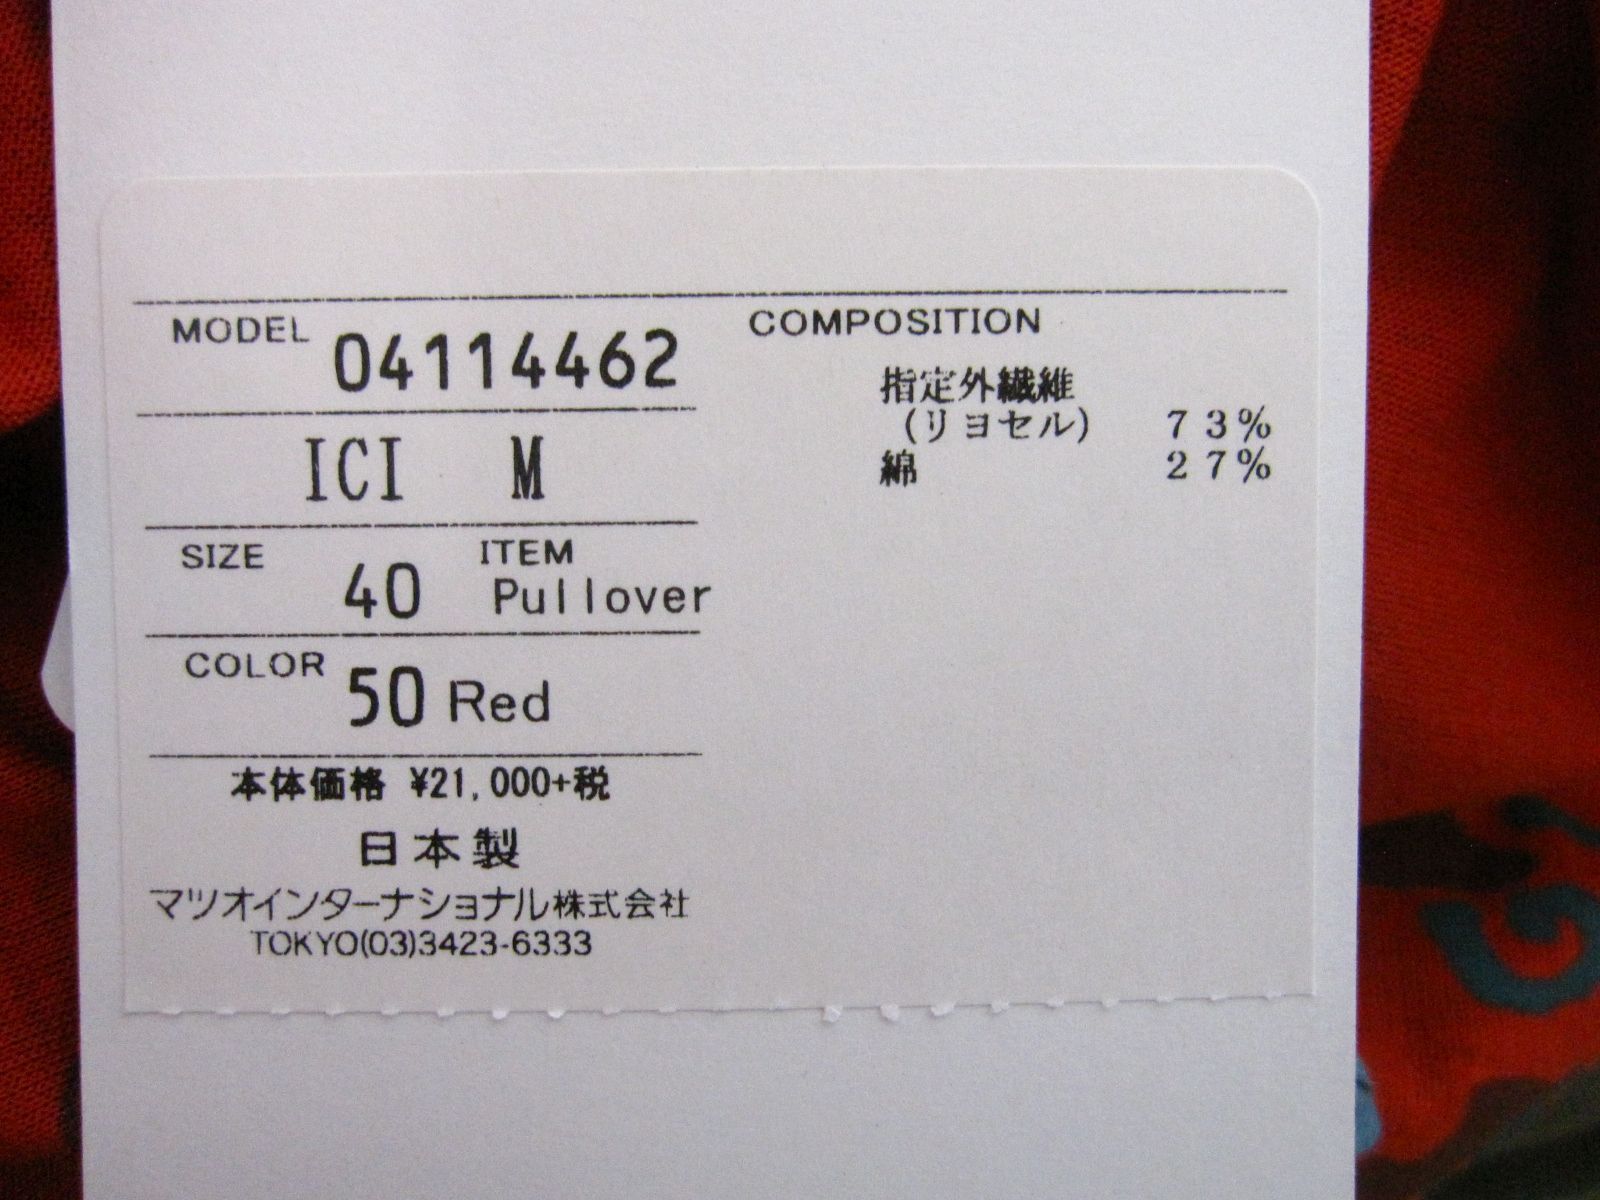 MODEL 04114462
ICI M
SIZE 40 ITEM Pullover
COLOR 50 Red
本体価格 ¥21,000+税
日本製
マツオインターナショナル株式会社
TOKYO(03)3423-6333
COMPOSITION
指定外繊維
(リヨセル) 73%
綿 27%